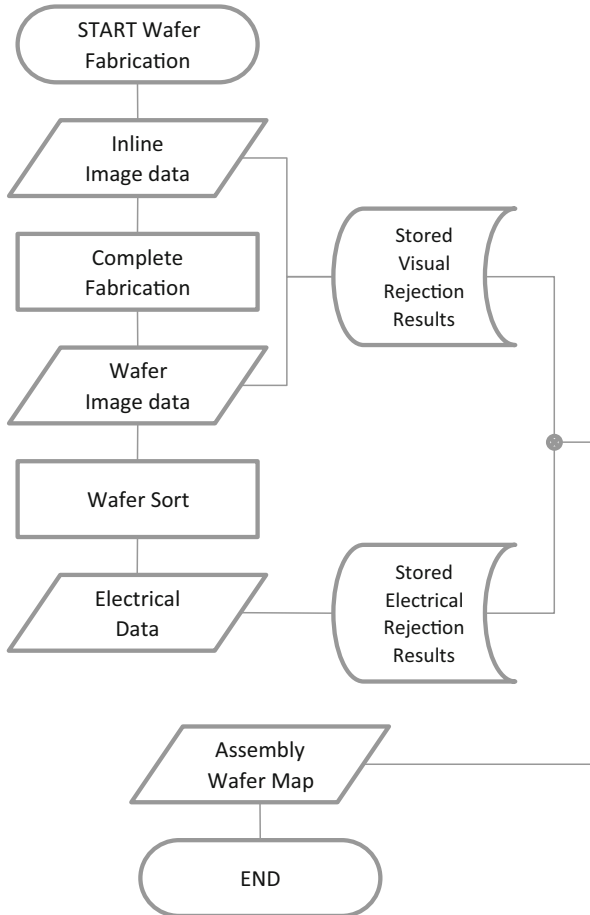 START Wafer
Fabrication
Inline
Image data
Complete
Fabrication
Wafer
Image data
Wafer Sort
Electrical
Data
Stored
Visual
Rejection
Results
Stored
Electrical
Rejection
Results
Assembly
Wafer Map
END